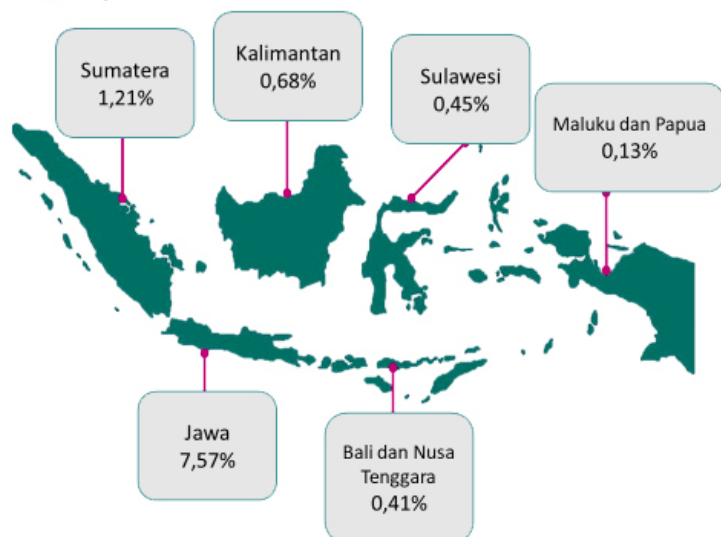 Sumatera
1,21%
Kalimantan
0,68%
Sulawesi
0,45%
Maluku dan Papua
0,13%
Jawa
7,57%
Bali dan Nusa
Tenggara
0,41%